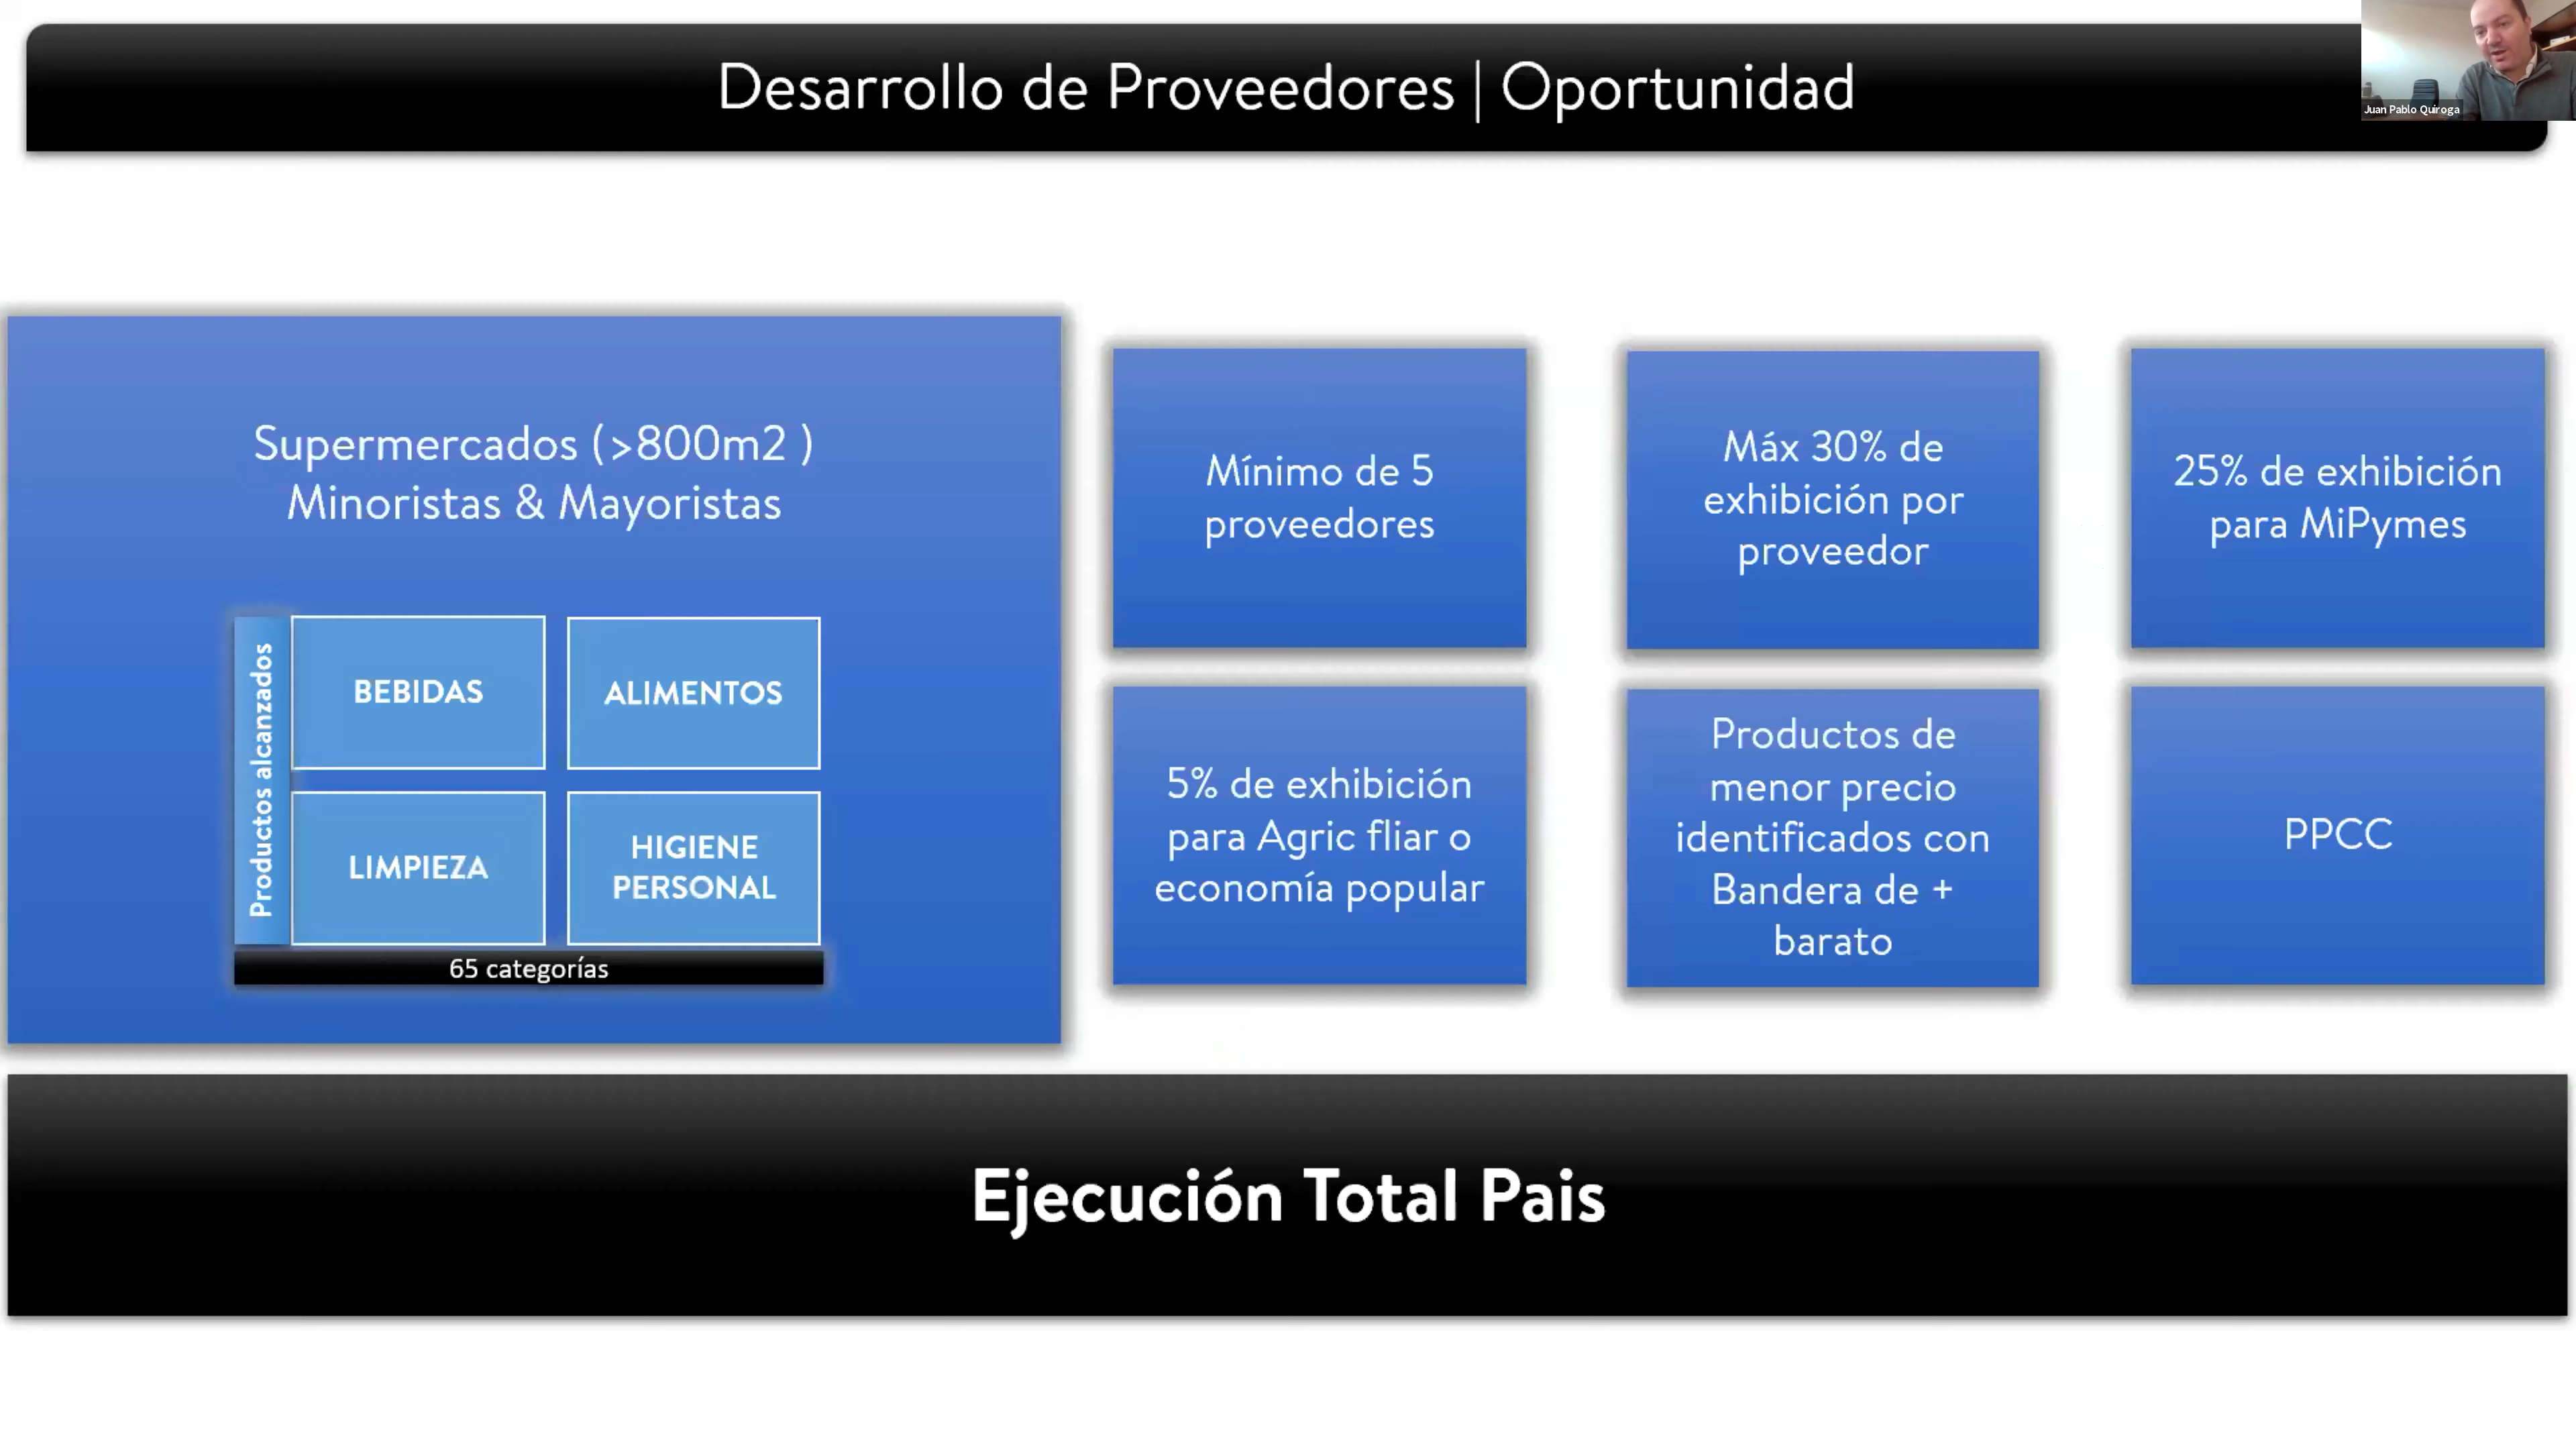 Desarrollo de Proveedores | Oportunidad
Juan Pablo Quiroga
Supermercados (>800m2 )
Minoristas & Mayoristas
Productos alcanzados
BEBIDAS
ALIMENTOS
LIMPIEZA
HIGIENE
PERSONAL
65 categorías
Mínimo de 5
proveedores
Máx 30% de
exhibición por
proveedor
25% de exhibición
para MiPymes
5% de exhibición
para Agric fliar o
economía popular
Productos de
menor precio
identificados con
Bandera de +
barato
PPCC
Ejecución Total Pais